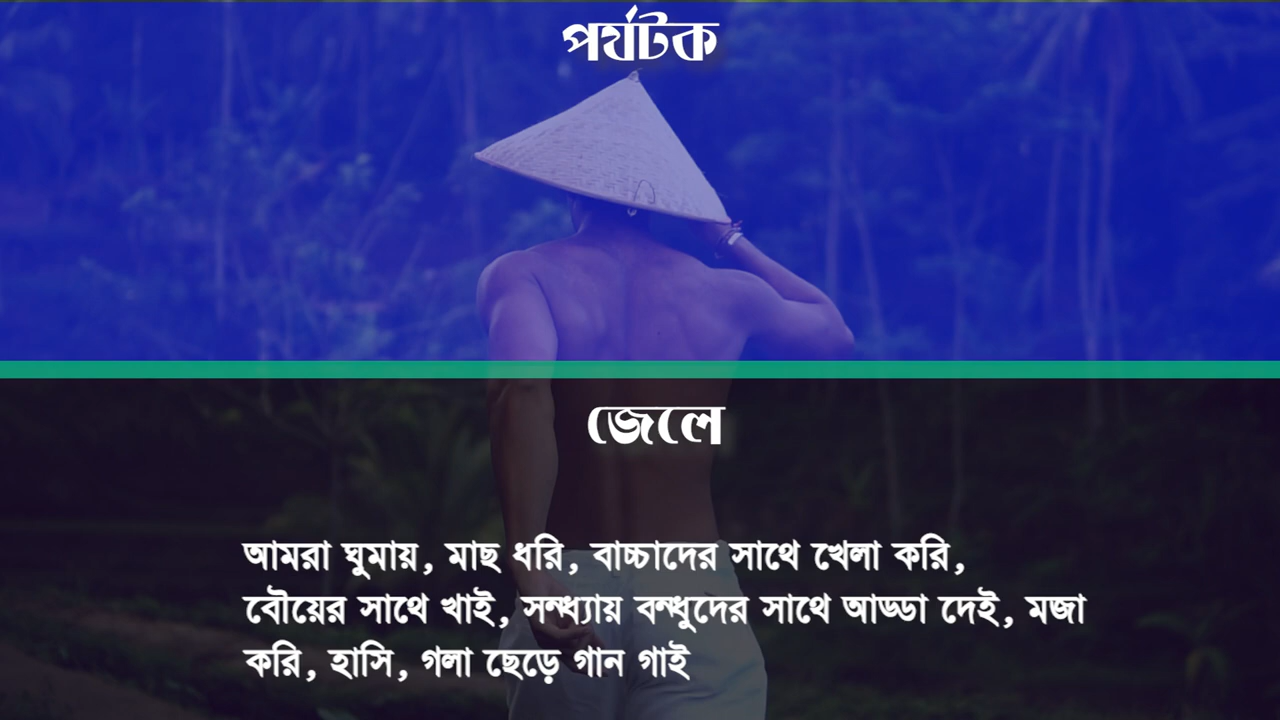 পর্যটক
জেলে
আমরা ঘুমায়, মাছ ধরি, বাচ্চাদের সাথে খেলা করি,
বৌয়ের সাথে খাই, সন্ধ্যায় বন্ধুদের সাথে আড্ডা দেই, মজা
করি, হাসি, গলা ছেড়ে গান গাই